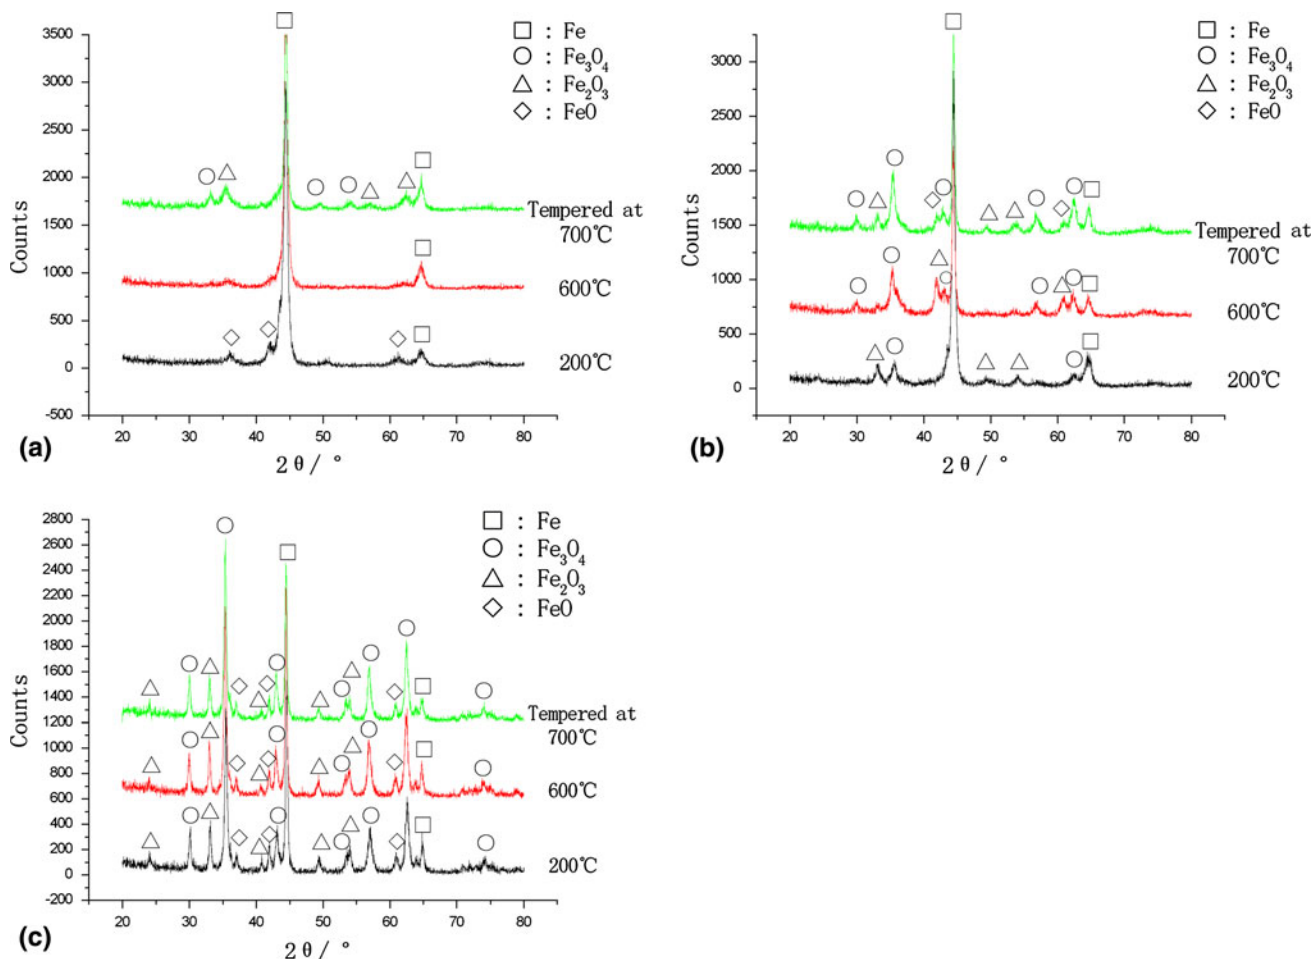 3500
3000
2500
2000
1500
1000
500
0
-500
Counts
20 30 40 50 60 70 80
2θ/ °
: Fe
: Fe3O4
: Fe2O3
: FeO
Tempered at
700℃
600℃
200℃
(a)
3000
2500
2000
1500
1000
500
0
Counts
20 30 40 50 60 70 80
2θ/ °
: Fe
: Fe3O4
: Fe2O3
: FeO
Tempered at
700℃
600℃
200℃
(b)
2800
2600
2400
2200
2000
1800
1600
1400
1200
1000
800
600
400
200
0
-200
Counts
20 30 40 50 60 70 80
2θ/ °
: Fe
: Fe3O4
: Fe2O3
: FeO
Tempered at
700℃
600℃
200℃
(c)